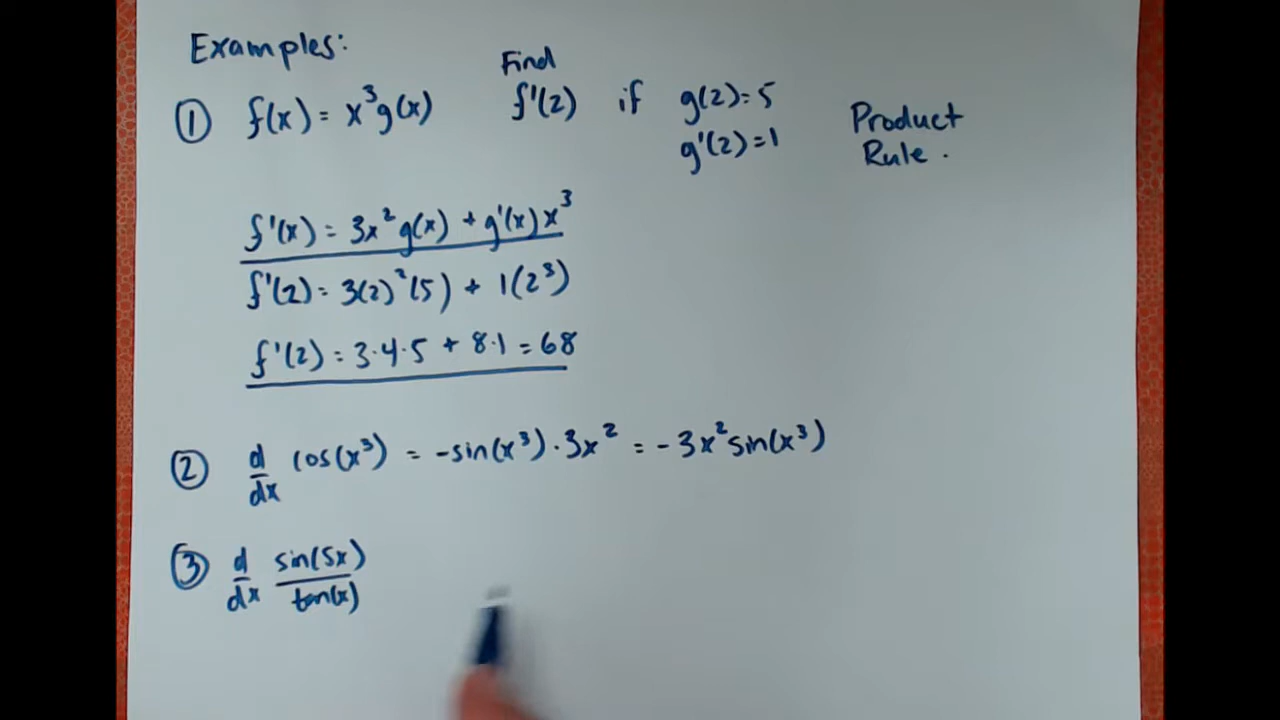 Examples:
① f(x) = x³g(x) Find f'(2) if g(2)=5
g'(2)=1
Product
Rule.
f'(x) = 3x²g(x) + g'(x)x³
f'(2) = 3(2)²(5) + 1(2³)
f'(2) = 3·4·5 + 8·1 = 68
② d/dx cos(x³) = -sin(x³)·3x² = -3x²sin(x³)
③ d/dx sin(5x)/tan(x)